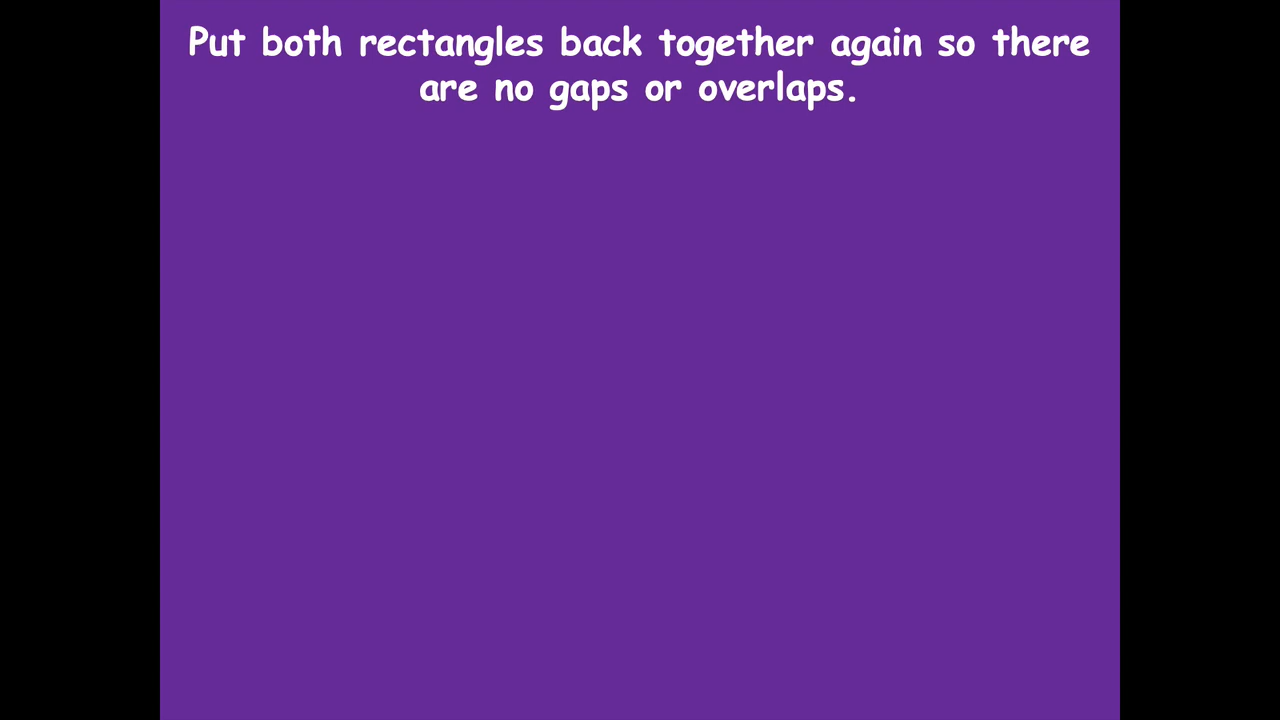 Put both rectangles back together again so there
are no gaps or overlaps.